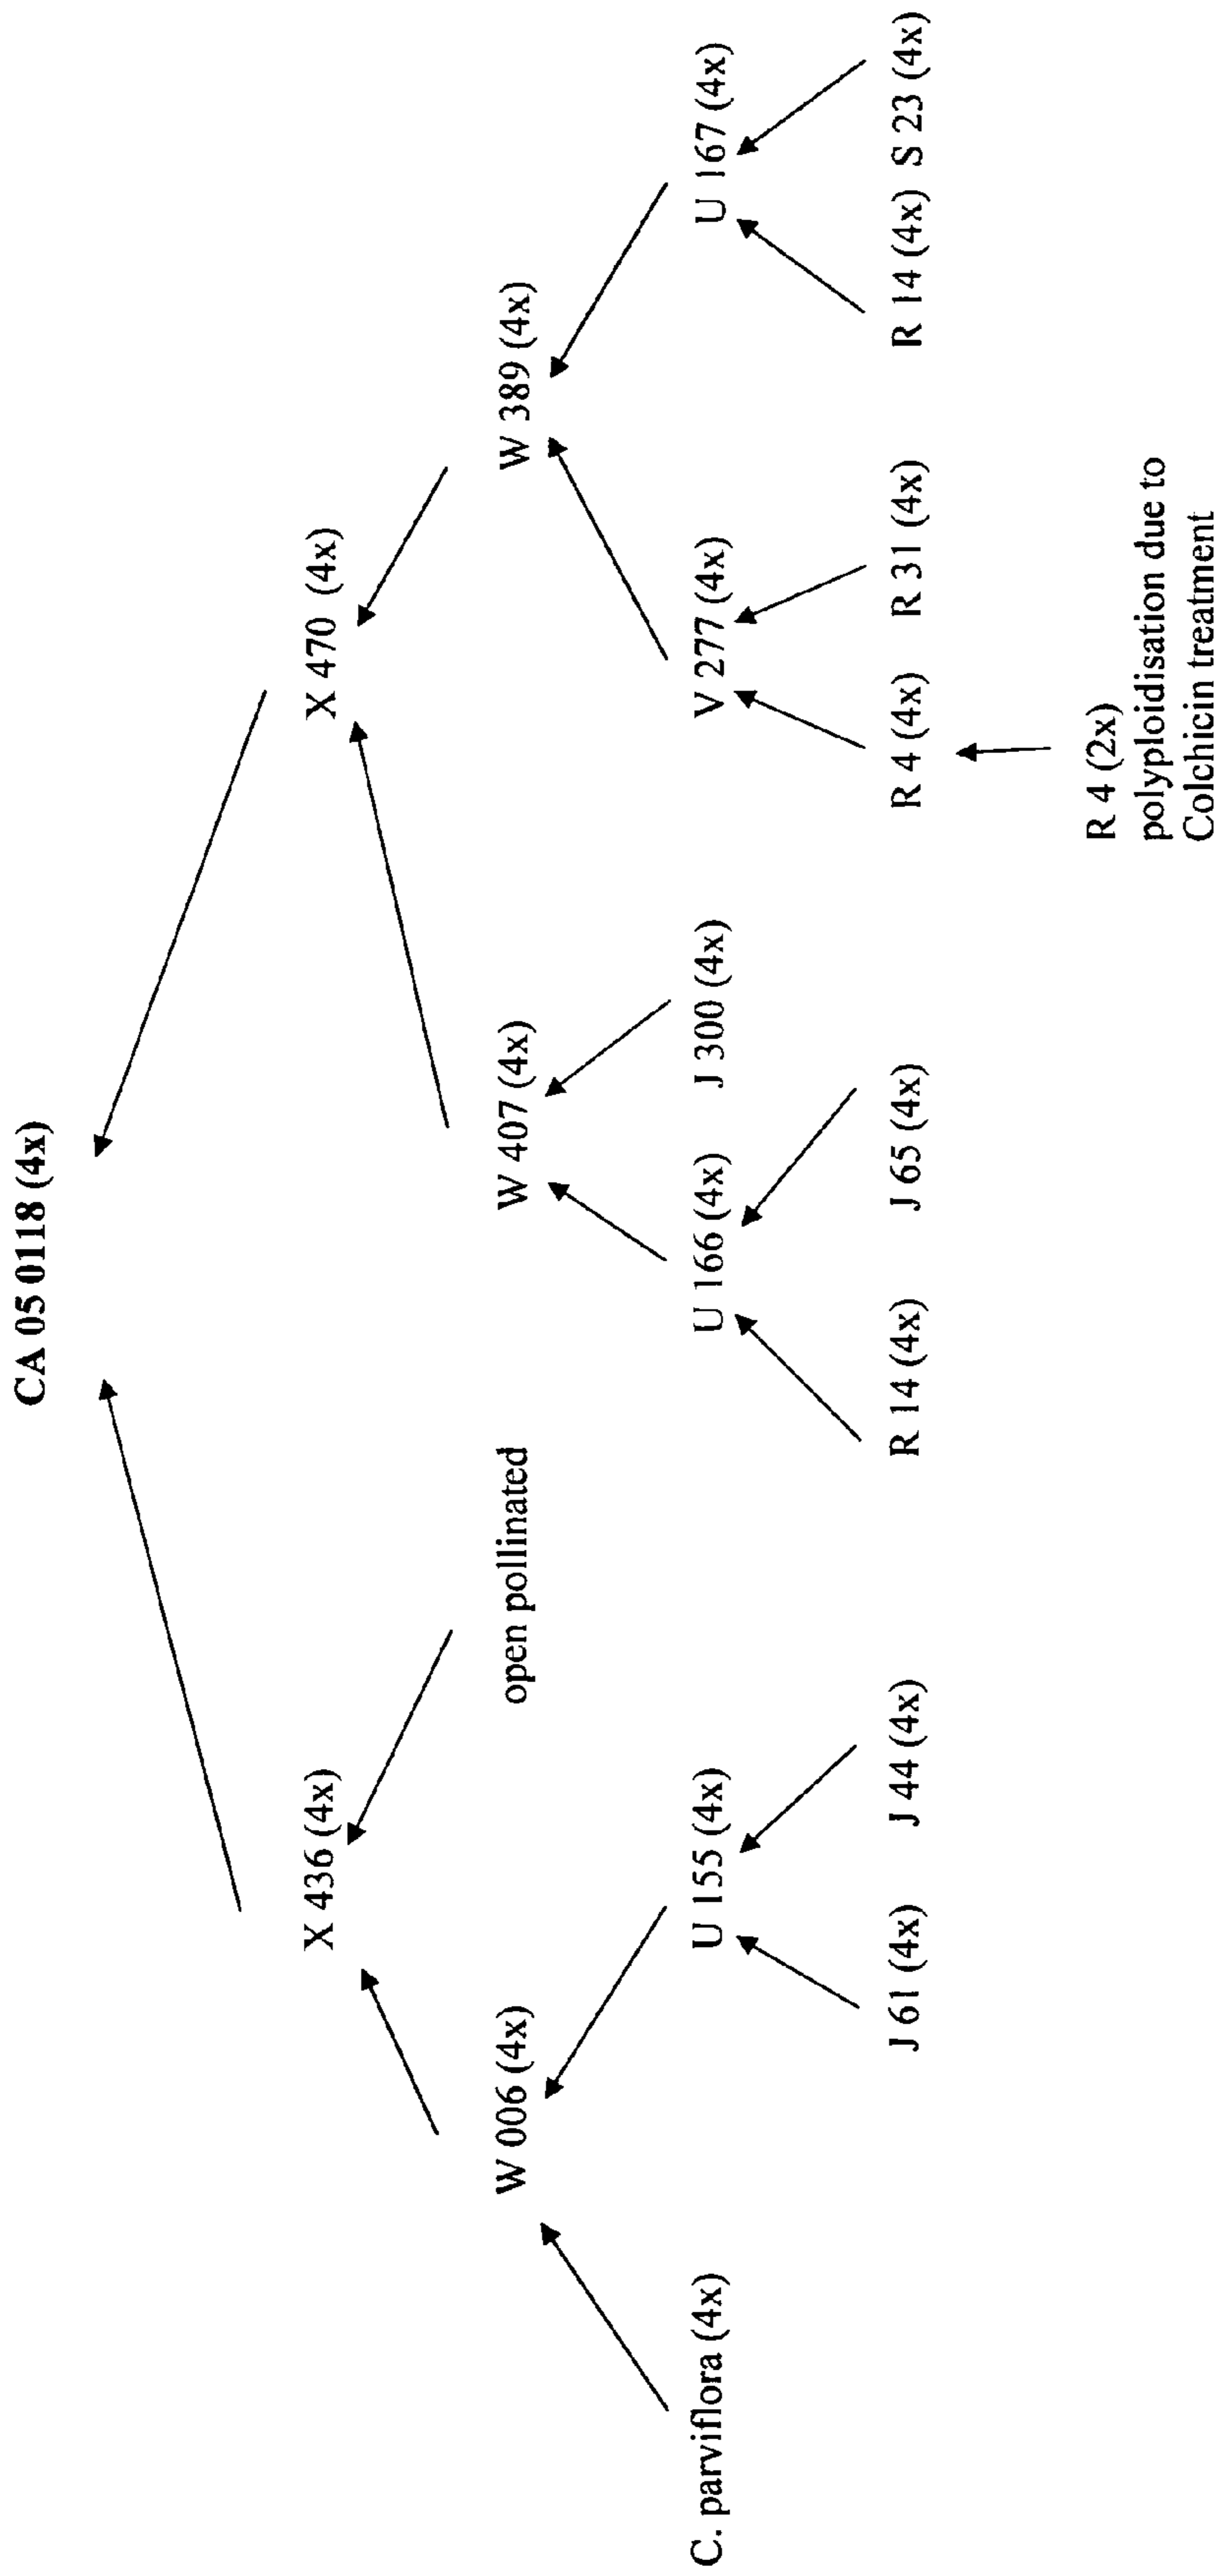 CA 05 0118 (4x)
X 436 (4x)
X 470 (4x)
W 006 (4x)
open pollinated
W 407 (4x)
W 389 (4x)
C. parviflora (4x)
U 155 (4x)
U 166 (4x)
J 300 (4x)
V 277 (4x)
U 167 (4x)
J 61 (4x)
J 44 (4x)
R 14 (4x)
J 65 (4x)
R 4 (4x)
R 31 (4x)
R 14 (4x)
S 23 (4x)
R 4 (2x)
polyploidisation due to
Colchicin treatment